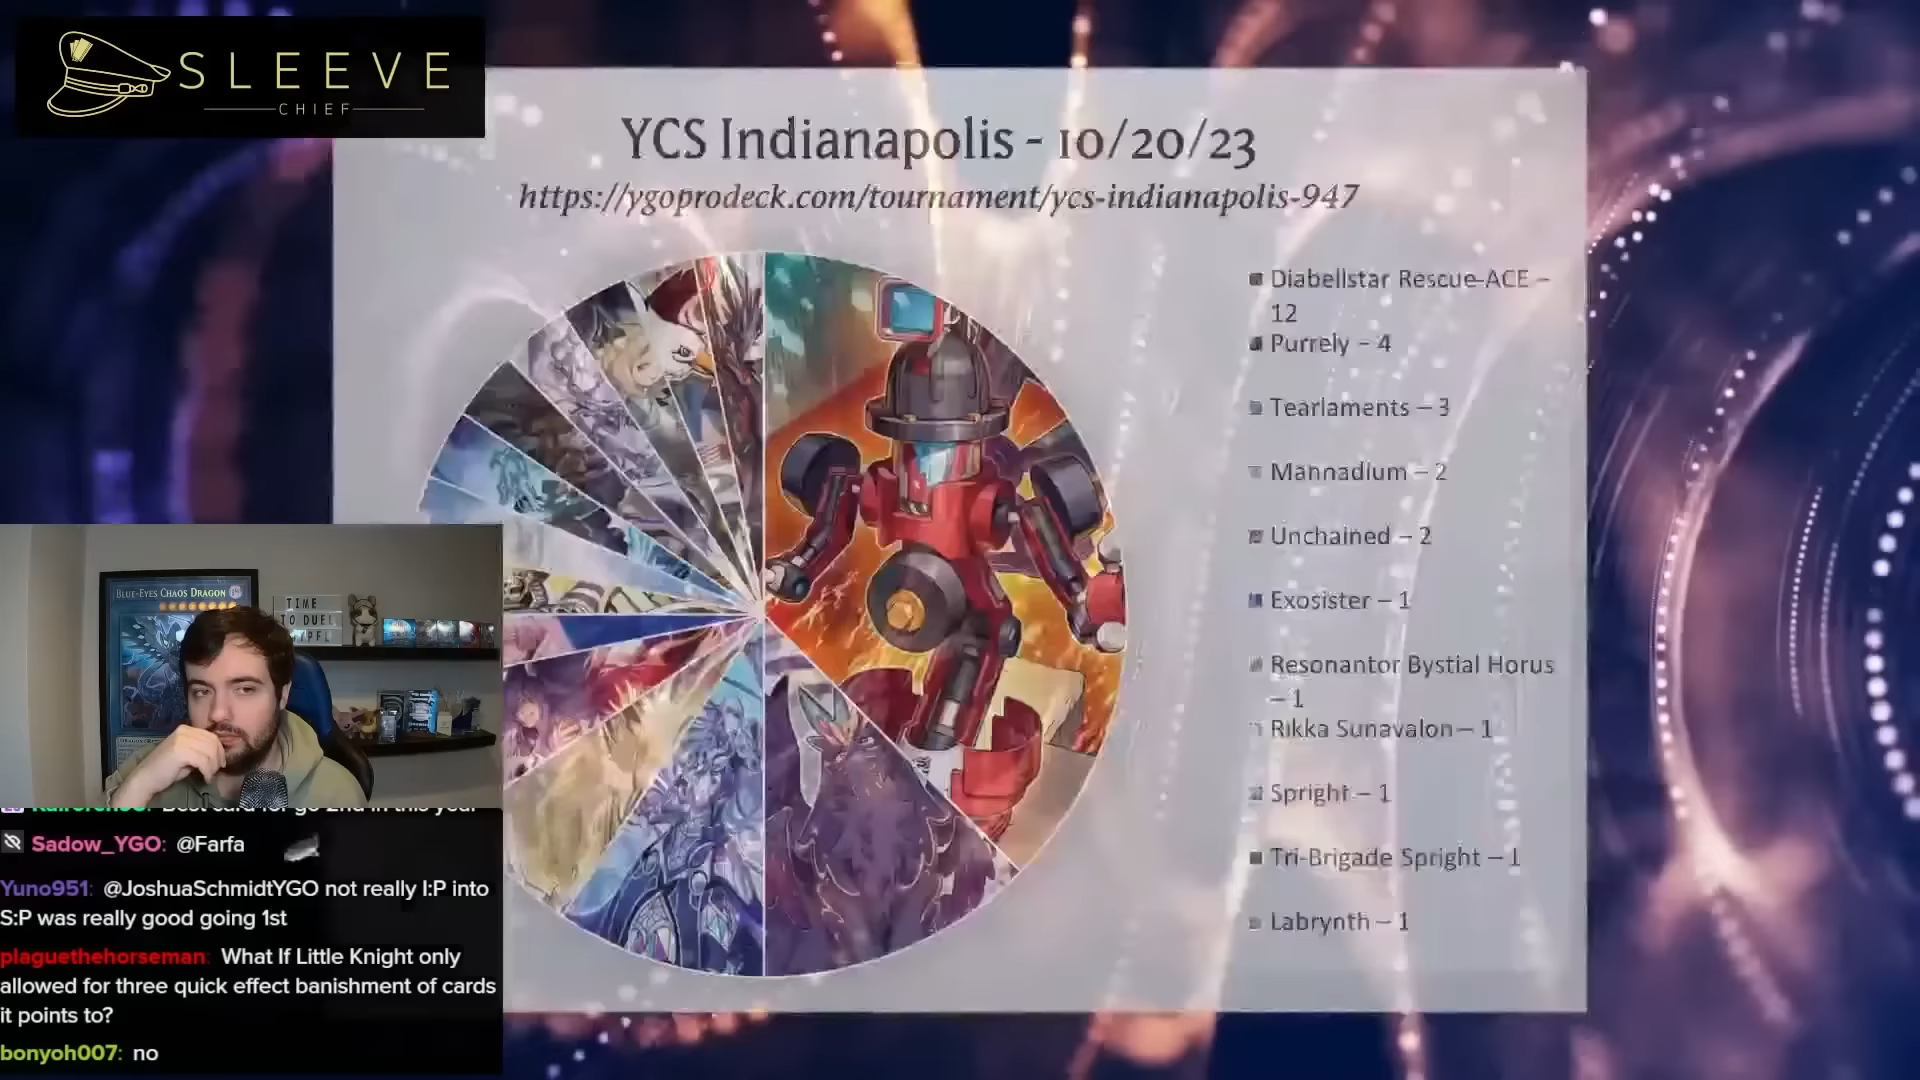 SLEEVE
CHIEF
YCS Indianapolis - 10/20/23
https://ygoprodeck.com/tournament/ycs-indianapolis-947
Diabellstar Rescue-ACE –
12
Purrely – 4
Tearlaments – 3
Mannadium – 2
Unchained – 2
Exosister – 1
Resonantor Bystial Horus
– 1
Rikka Sunavalon – 1
Spright – 1
Tri-Brigade Spright – 1
Labrynth – 1
BLUE-EYES CHAOS DRAGON
TIME
TO DUEL
Sadow_YGO: @Farfa
Yuno951: @JoshuaSchmidtYGO not really I:P into
S:P was really good going 1st
plaguethehorseman: What If Little Knight only
allowed for three quick effect banishment of cards
it points to?
bonyoh007: no